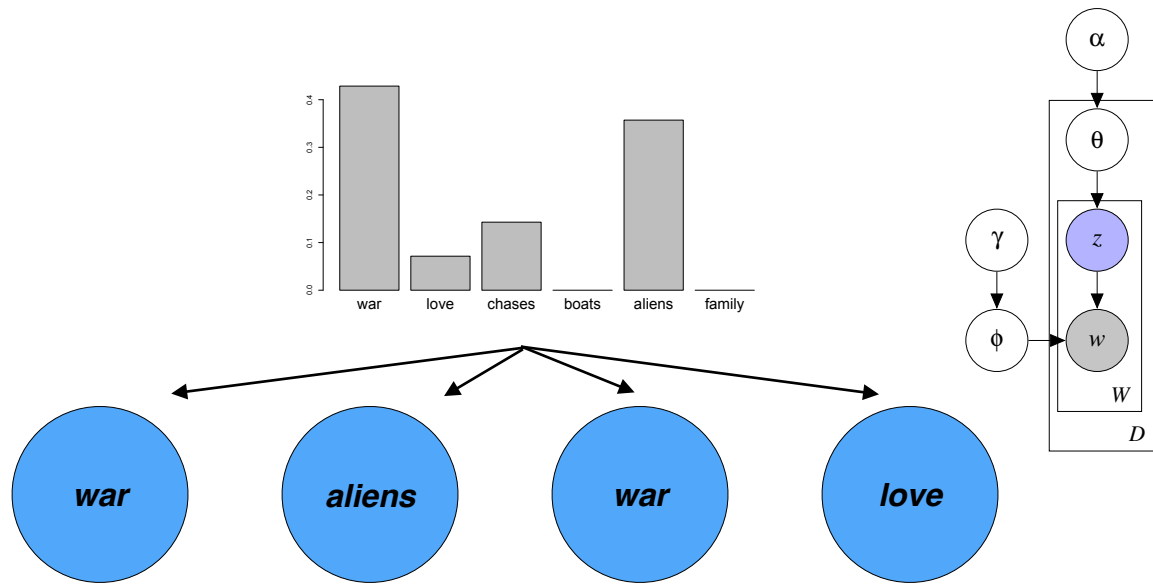 α
0.4
0.3
0.2
0.1
0.0
war love chases boats aliens family
θ
γ
z
ϕ
w
W
D
war aliens war love